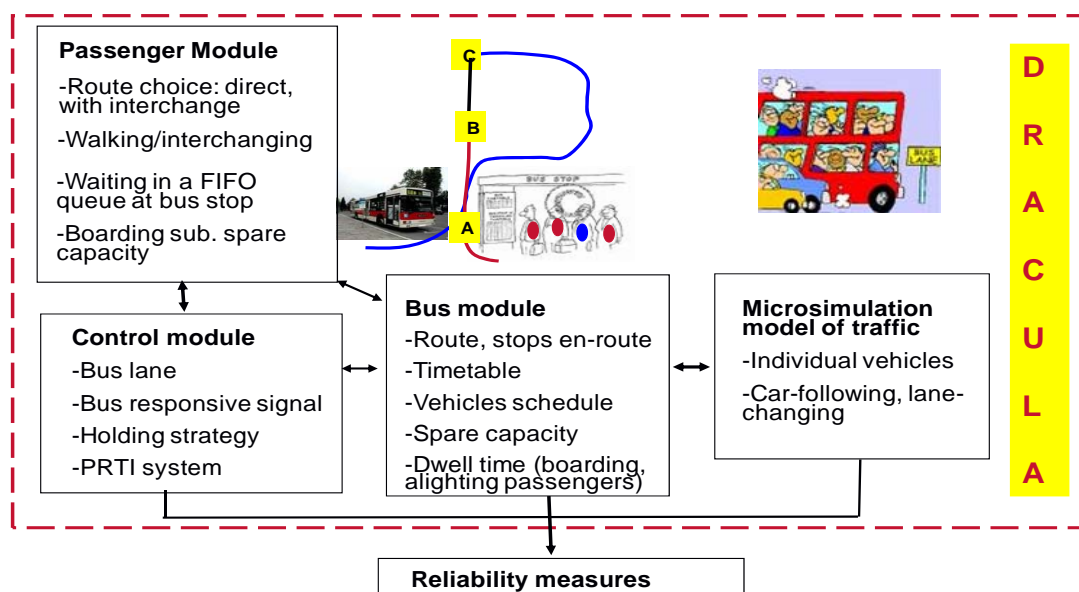 Passenger Module
-Route choice: direct,
with interchange
-Walking/interchanging
-Waiting in a FIFO
queue at bus stop
-Boarding sub. spare
capacity
C
B
A
BUS STOP
BUS
LANE
D
R
A
C
U
L
A
Control module
-Bus lane
-Bus responsive signal
-Holding strategy
-PRTI system
Bus module
-Route, stops en-route
-Timetable
-Vehicles schedule
-Spare capacity
-Dwell time (boarding,
alighting passengers)
Microsimulation
model of traffic
-Individual vehicles
-Car-following, lane-
changing
Reliability measures